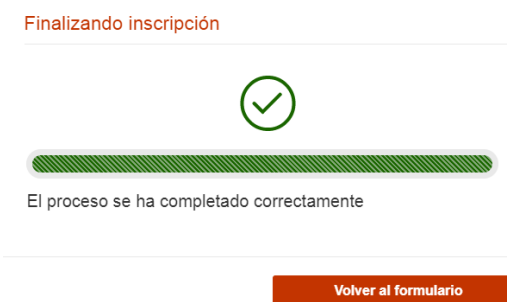 Finalizando inscripción
El proceso se ha completado correctamente
Volver al formulario